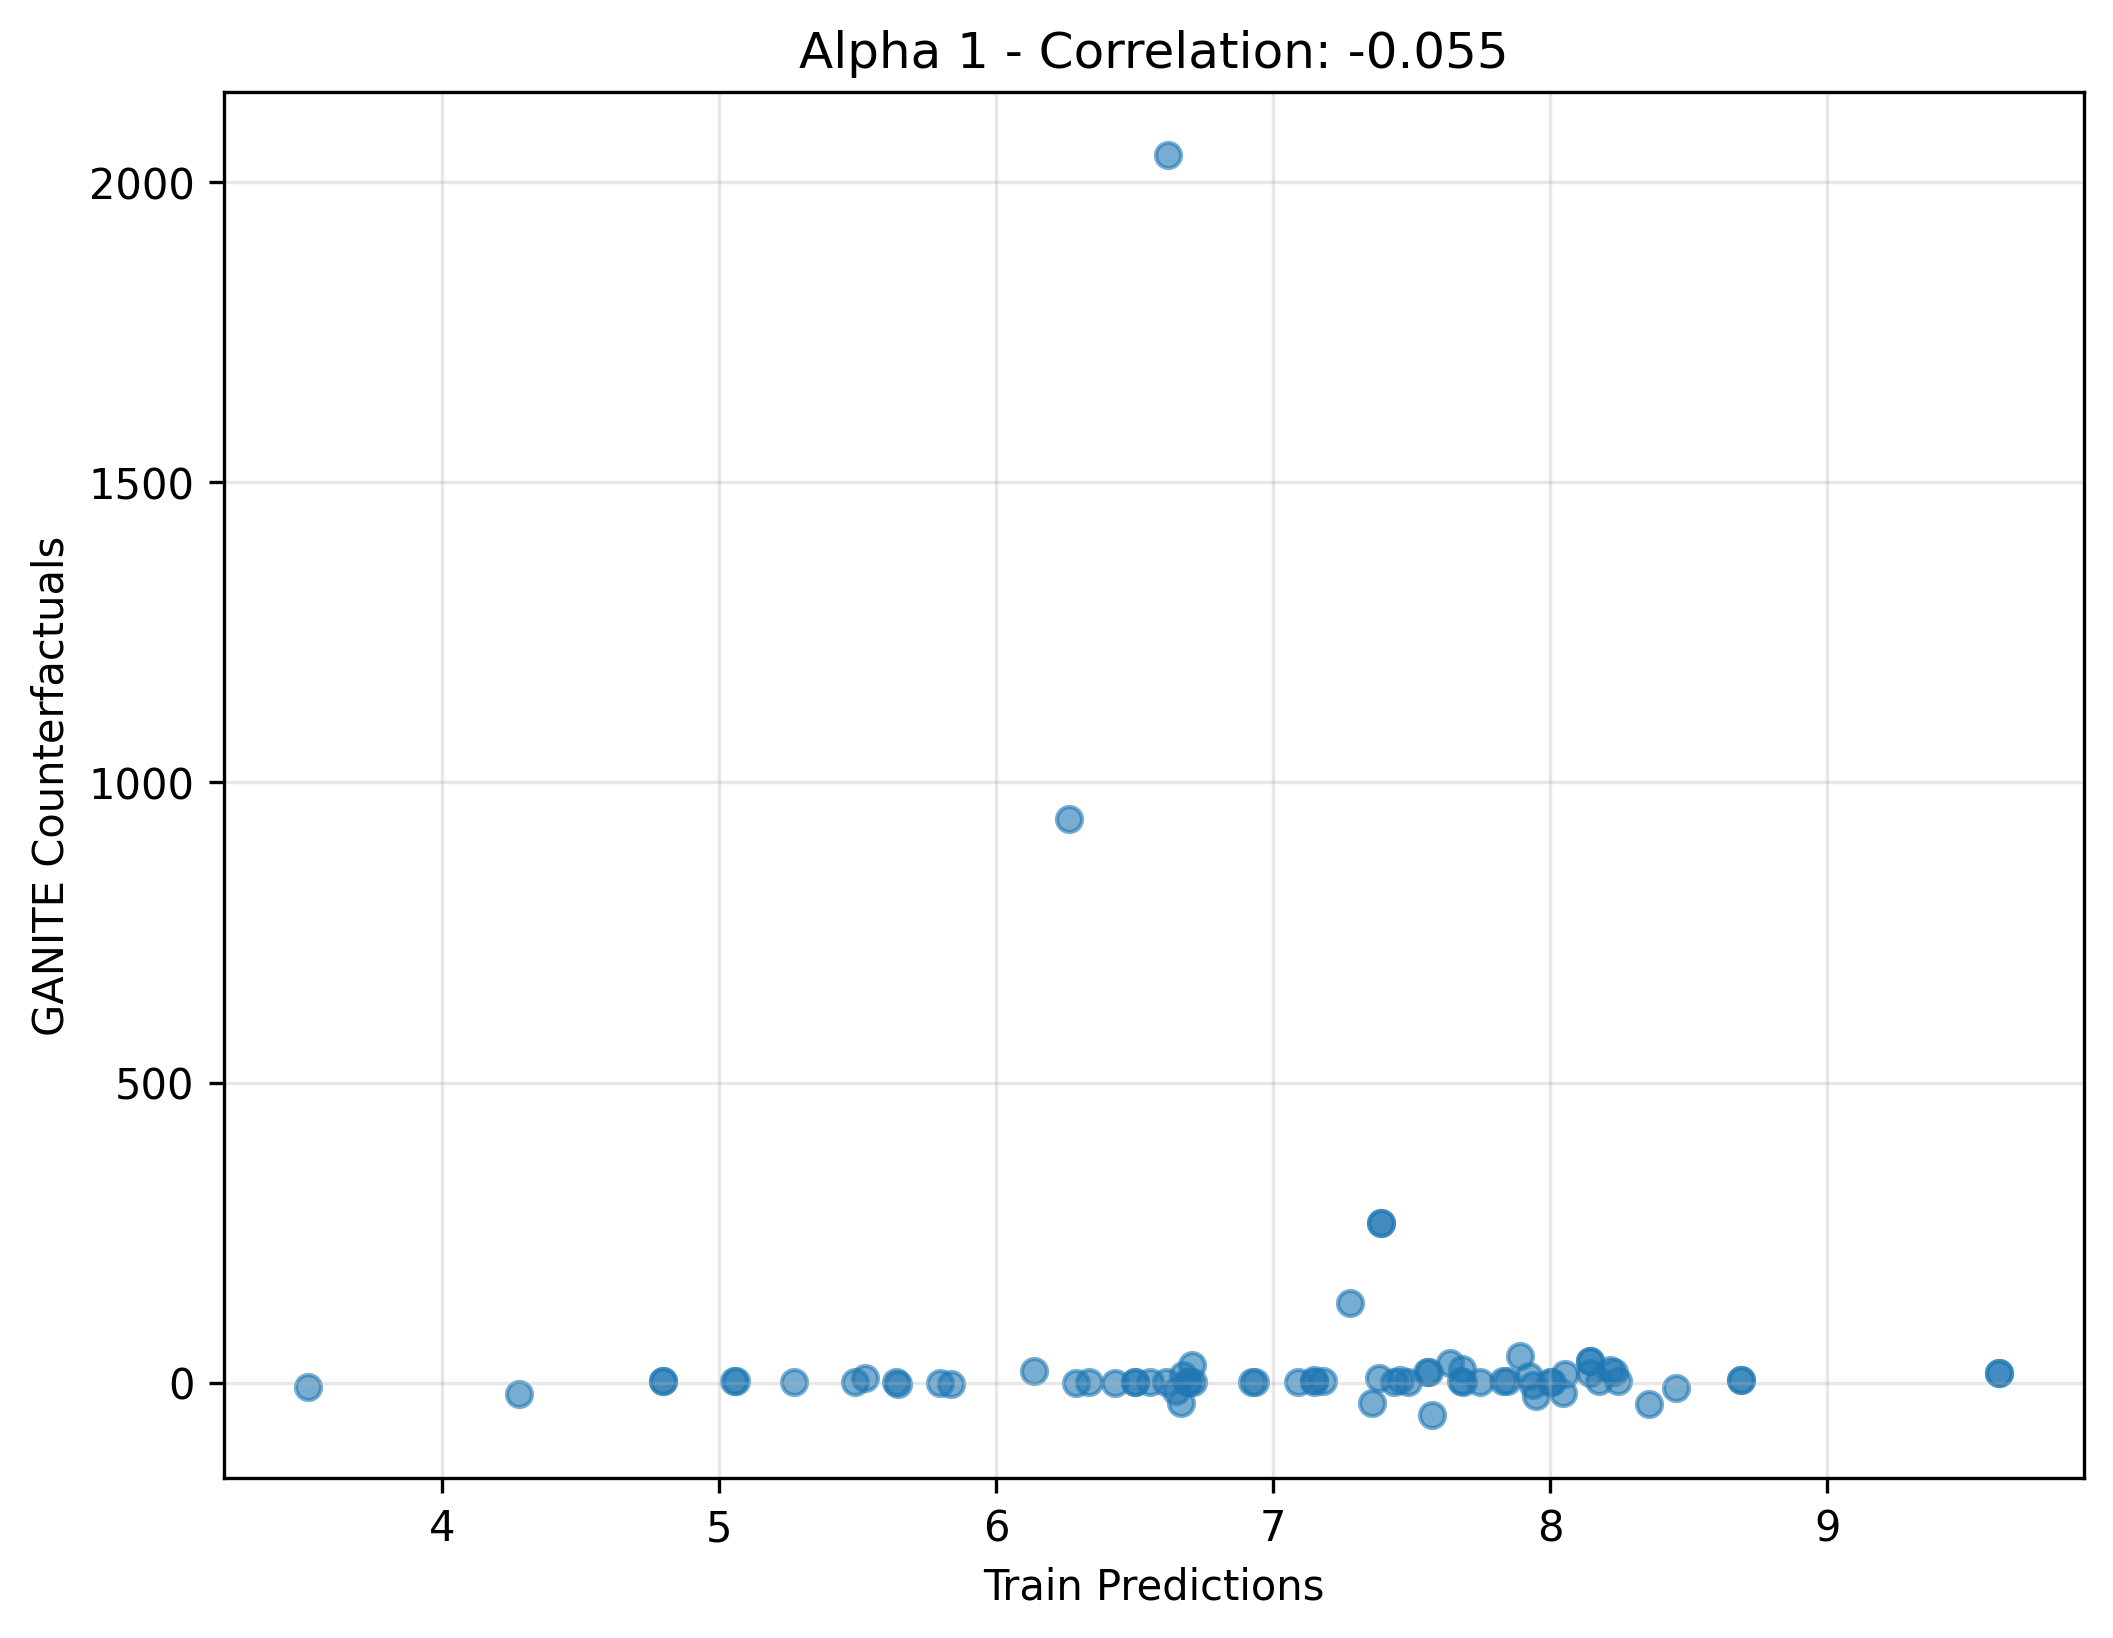 Alpha 1 - Correlation: -0.055
2000
1500
1000
500
0
GANITE Counterfactuals
4 5 6 7 8 9
Train Predictions